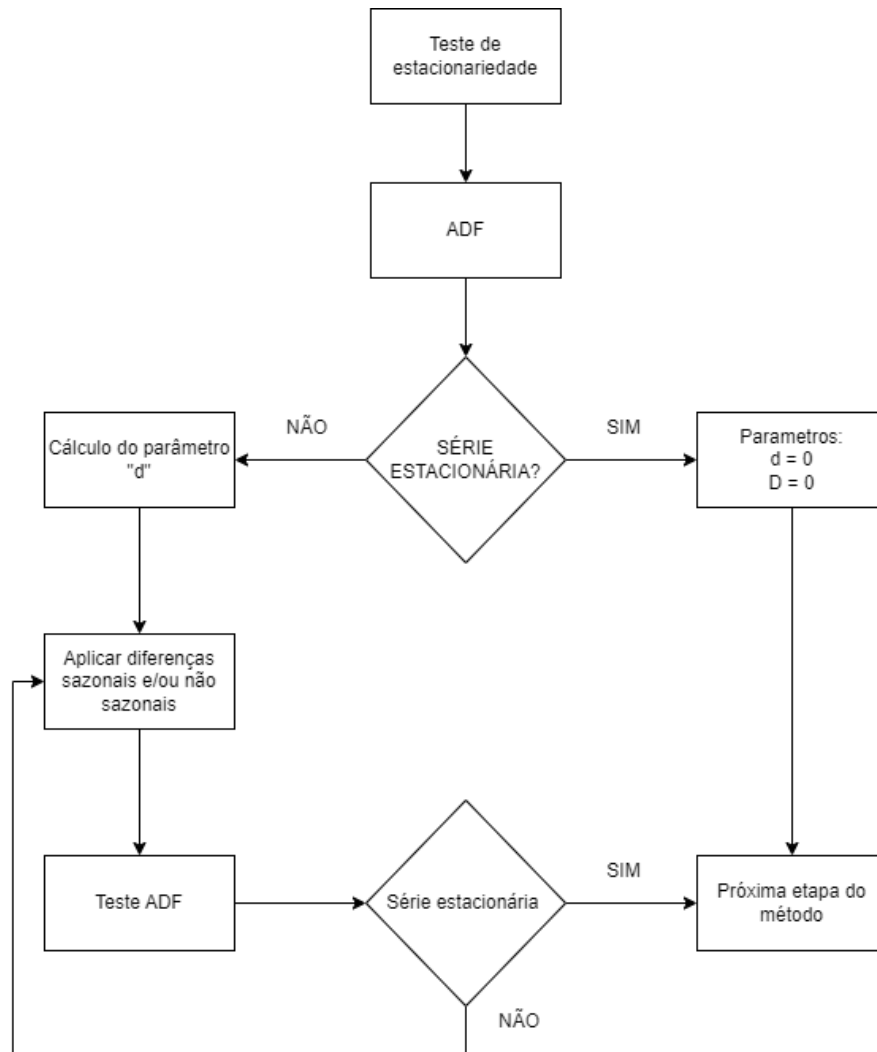 Teste de
estacionariedade
ADF
NÃO
SÉRIE
ESTACIONÁRIA?
SIM
Cálculo do parâmetro
"d"
Parametros:
d = 0
D = 0
Aplicar diferenças
sazonais e/ou não
sazonais
Teste ADF
Série estacionária
SIM
Próxima etapa do
método
NÃO